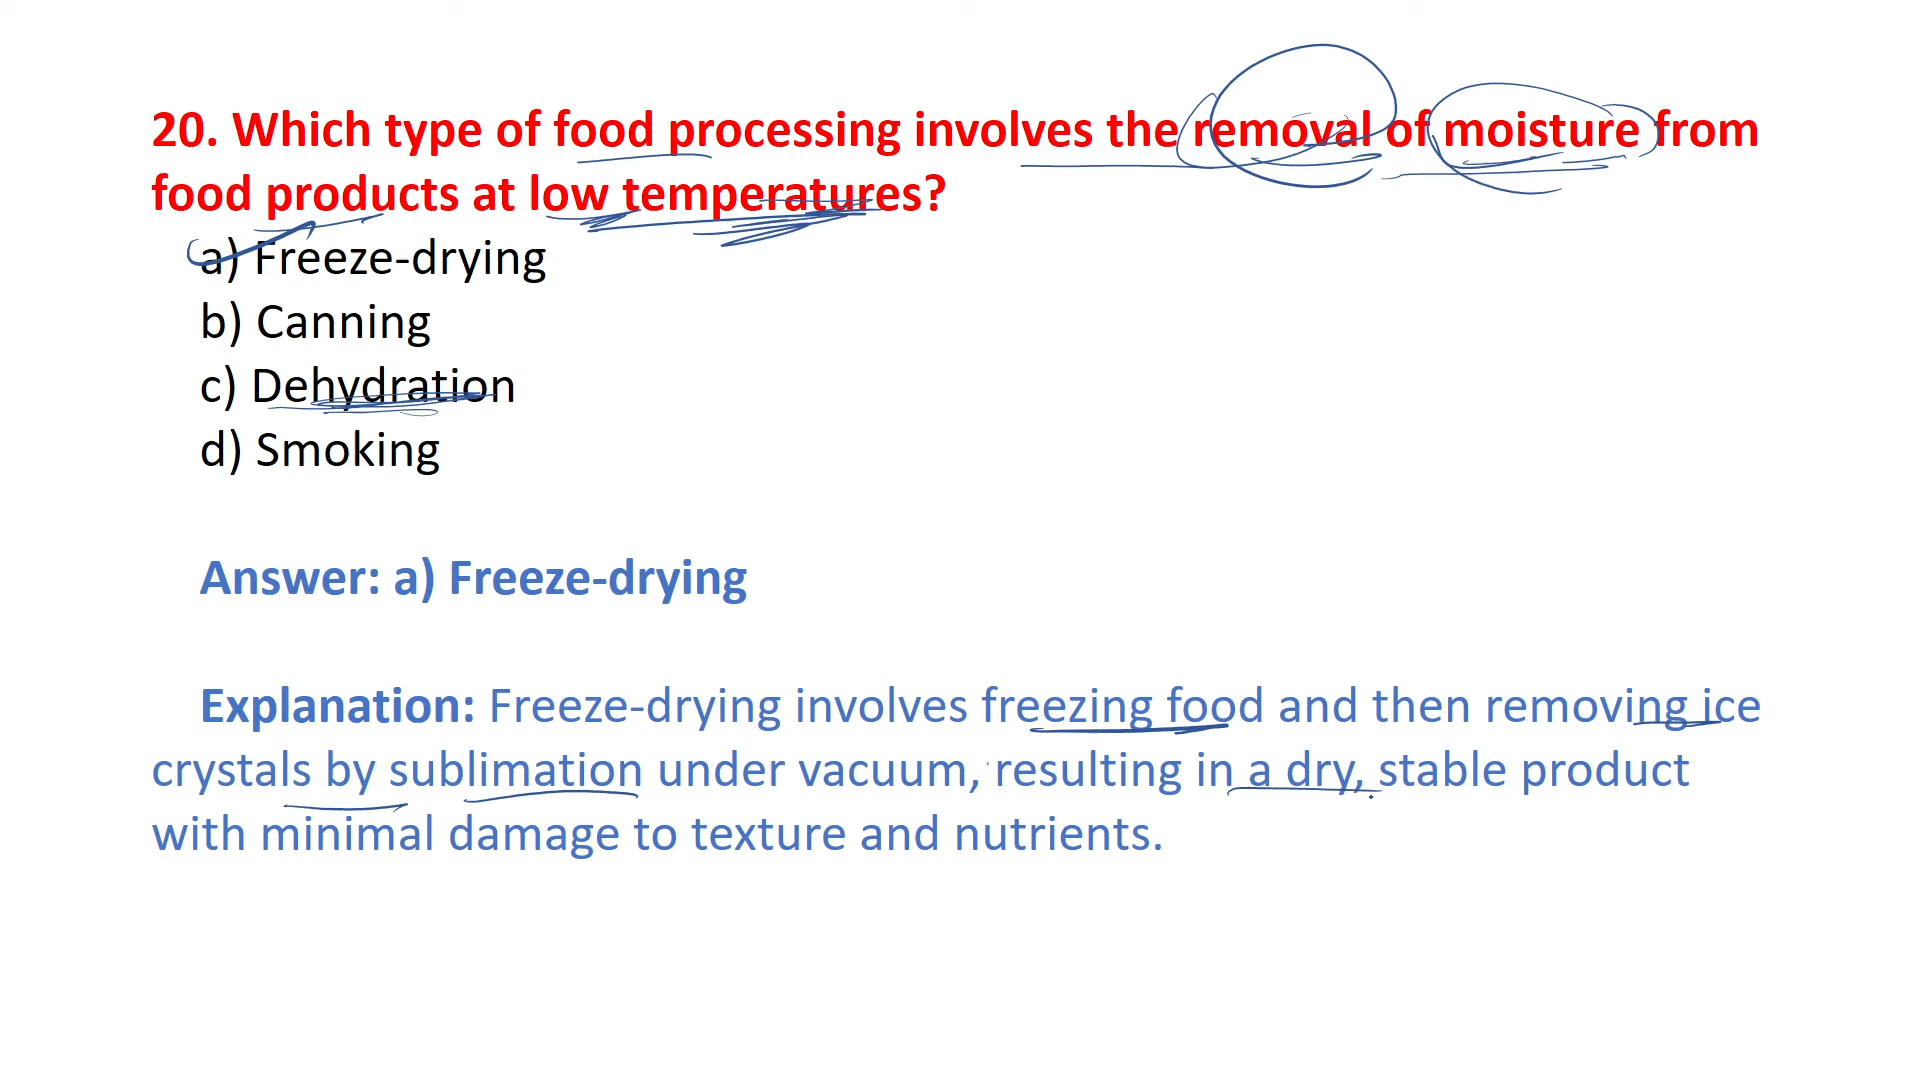 20. Which type of food processing involves the removal of moisture from
food products at low temperatures?
a) Freeze-drying
b) Canning
c) Dehydration
d) Smoking
Answer: a) Freeze-drying
Explanation: Freeze-drying involves freezing food and then removing ice
crystals by sublimation under vacuum, resulting in a dry, stable product
with minimal damage to texture and nutrients.